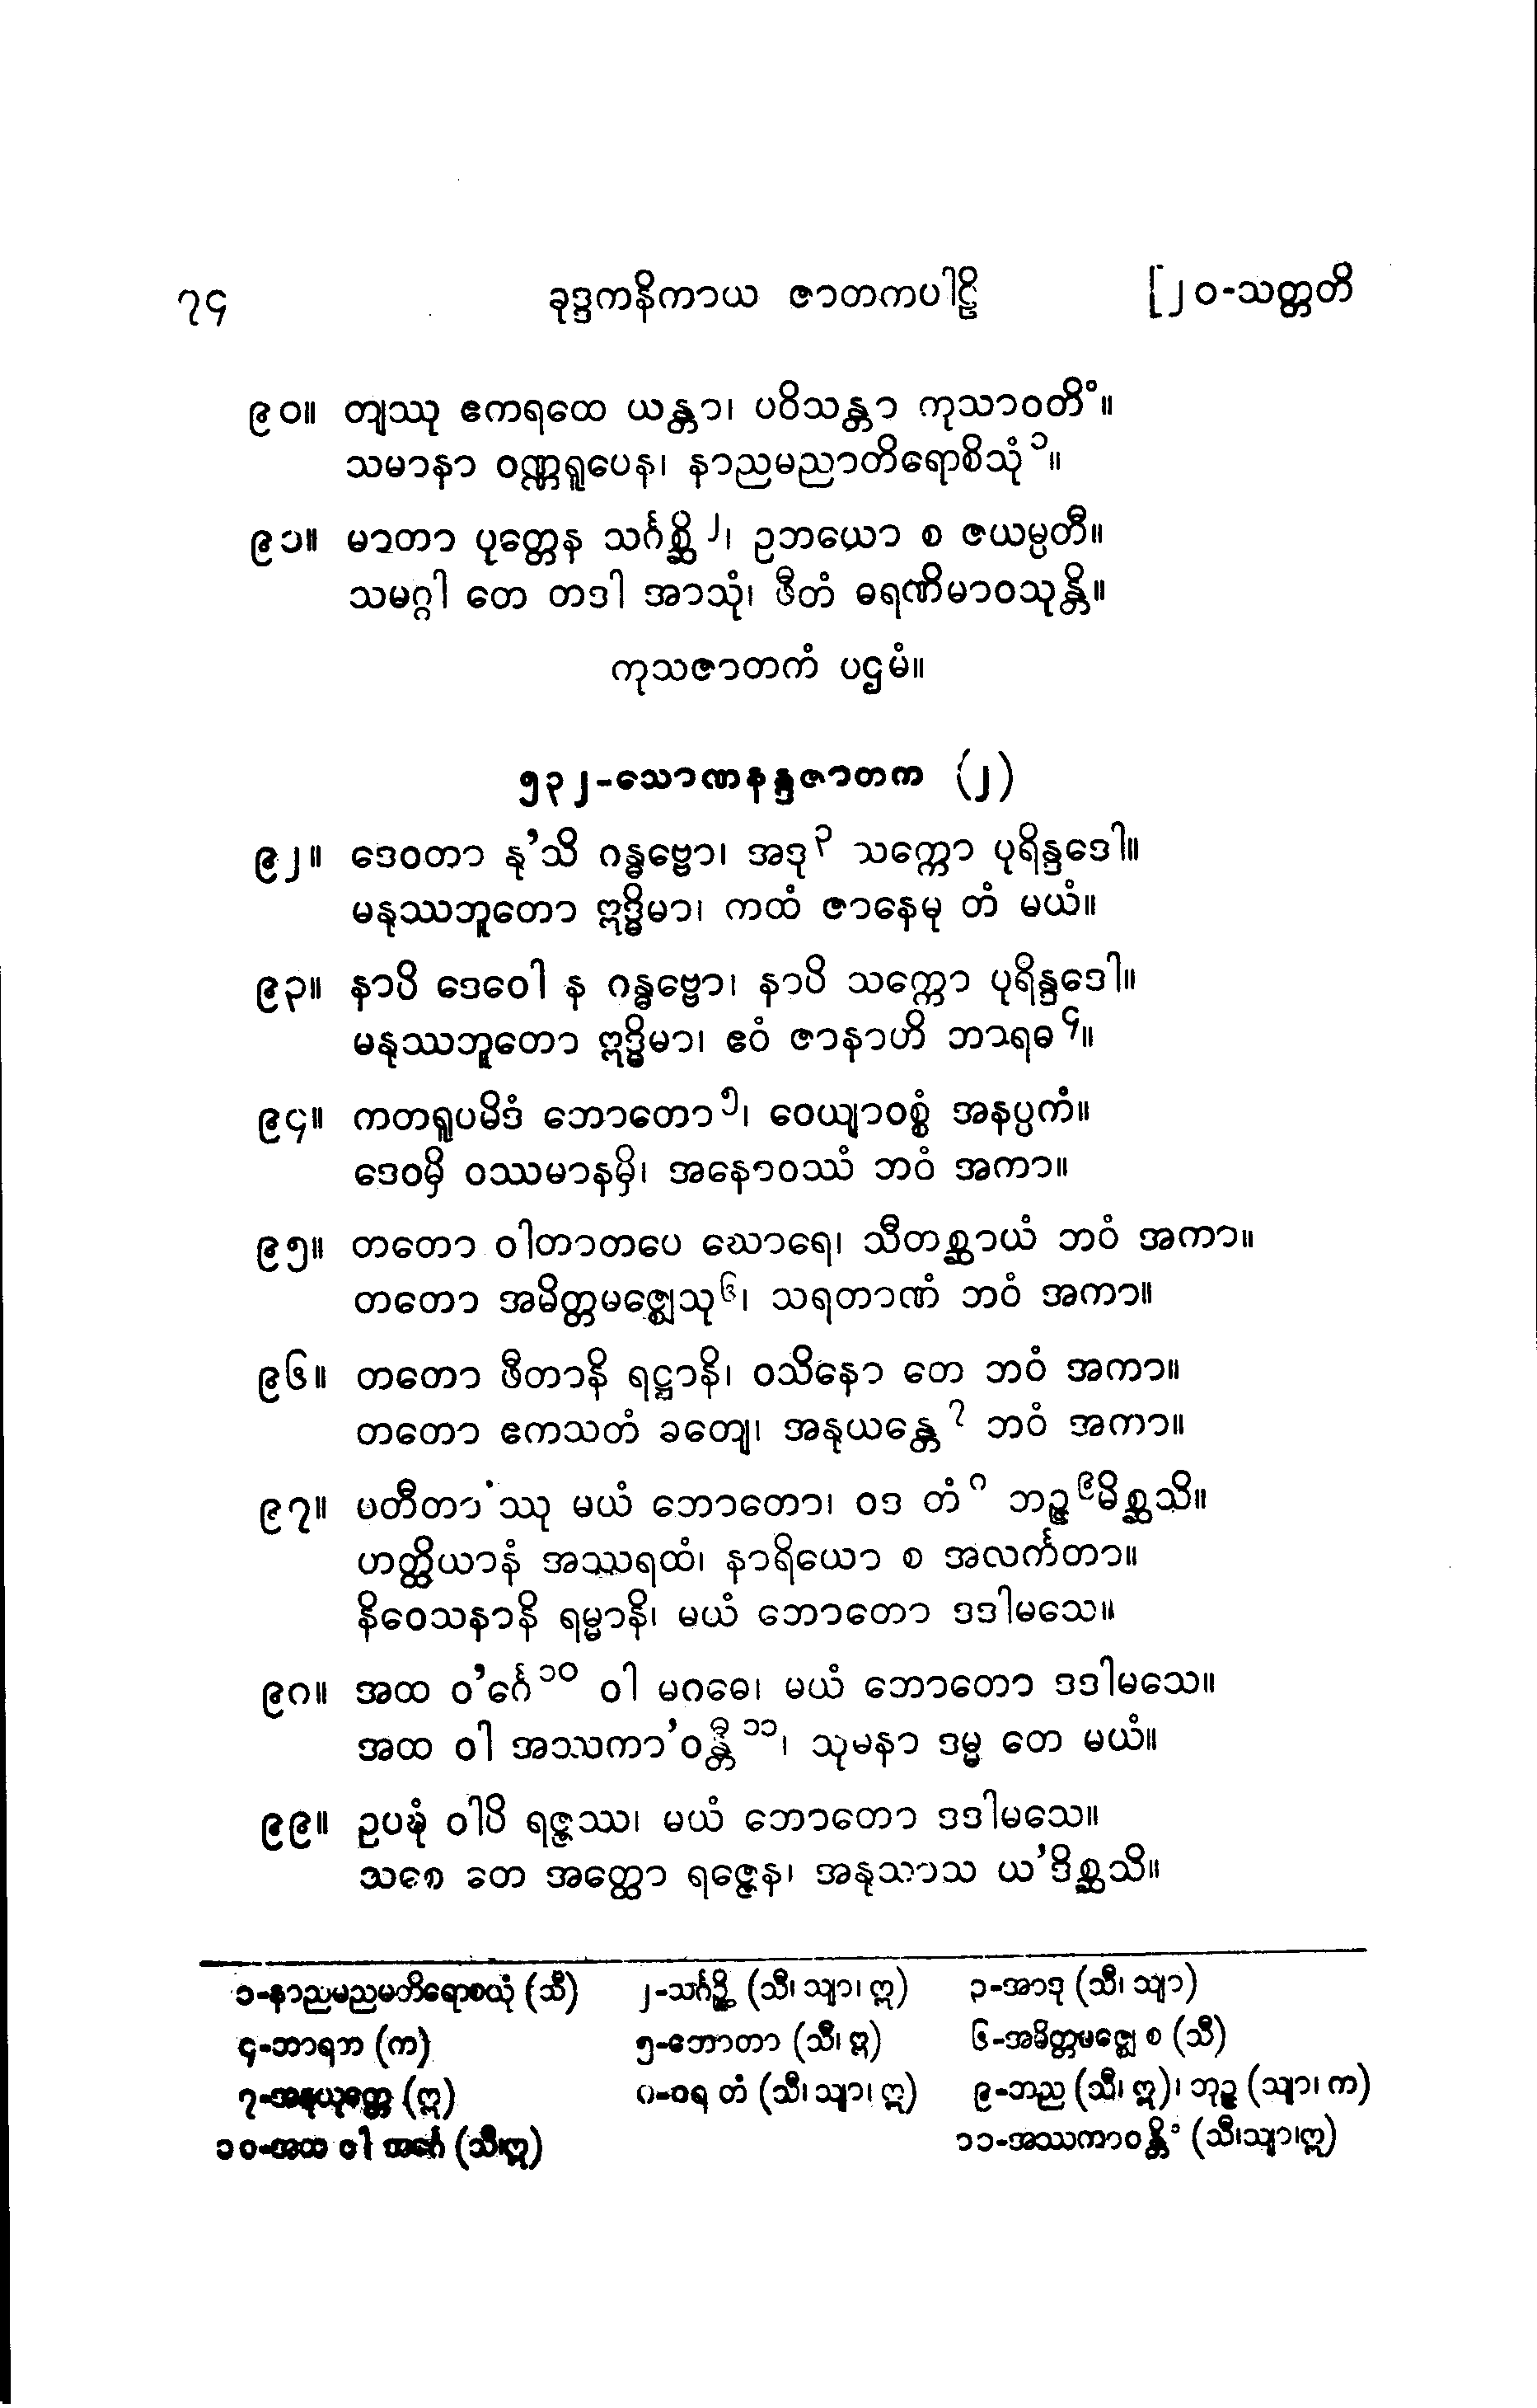 ၇၄ ခုဒ္ဒကနိကာယ ဇာတကပါဠိ [၂၀-သတ္တတိ
၉၀။ တျဿု ဧကရထေ ယန္တာ၊ ပဝိသန္တာ ကုသာဝတိံ။
သမာနာ ဝဏ္ဏရူပေန၊ နာညမညာတိရောစိသုံ ၁။
၉၁။ မာတာ ပုတ္တေန သင်္ဂစ္ဆိ ၂၊ ဥဘယော စ ဇယမ္ပတီ။
သမဂ္ဂါ တေ တဒါ အာသုံ၊ ဖီတံ ဓရဏိမာဝသုန္တိ။
ကုသဇာတကံ ပဌမံ။
၅၃၂-သောဏနန္ဒဇာတက (၂)
၉၂။ ဒေဝတာ နု’သိ ဂန္ဓဗ္ဗော၊ အဒု ၃ သက္ကော ပုရိန္ဒဒေါ။
မနုဿဘူတော ဣဒ္ဓိမာ၊ ကထံ ဇာနေမု တံ မယံ။
၉၃။ နာပိ ဒေဝေါ န ဂန္ဓဗ္ဗော၊ နာပိ သက္ကော ပုရိန္ဒဒေါ။
မနုဿဘူတော ဣဒ္ဓိမာ၊ ဧဝံ ဇာနာဟိ ဘာရဓ ၄။
၉၄။ ကတရူပမိဒံ ဘောတော ၅၊ ဝေယျာဝစ္စံ အနပ္ပကံ။
ဒေဝမှိ ဝဿမာနမှိ၊ အနောဝဿံ ဘဝံ အကာ။
၉၅။ တတော ဝါတာတပေ ဃောရေ၊ သီတစ္ဆာယံ ဘဝံ အကာ။
တတော အမိတ္တမဇ္ဈေသု ၆၊ သရတာဏံ ဘဝံ အကာ။
၉၆။ တတော ဖီတာနိ ရဋ္ဌာနိ၊ ဝသိနော တေ ဘဝံ အကာ။
တတော ဧကသတံ ခတျေ၊ အနုယန္တေ ၇ ဘဝံ အကာ။
၉၇။ ပတီတာ’ဿု မယံ ဘောတော၊ ဝဒ တံ ၈ ဘဉ္ဇ ၉မိစ္ဆသိ။
ဟတ္ထိယာနံ အဿရထံ၊ နာရိယော စ အလင်္ကတာ။
နိဝေသနာနိ ရမ္မာနိ၊ မယံ ဘောတော ဒဒါမသေ။
၉၈။ အထ ဝ’င်္ဂေ ၁၀ ဝါ မဂဓေ၊ မယံ ဘောတော ဒဒါမသေ။
အထ ဝါ အဿကာ’ဝန္တီ ၁၁၊ သုမနာ ဒမ္မ တေ မယံ။
၉၉။ ဥပဍ္ဎံ ဝါပိ ရဇ္ဇဿ၊ မယံ ဘောတော ဒဒါမသေ။
သစေ တေ အတ္ထော ရဇ္ဇေန၊ အနုသာသ ယ’ဒိစ္ဆသိ။
၁-နာညမညမတိရောစယုံ (သီ) ၂-သင်္ဂဉ္ဆိ (သီ၊ သျာ၊ ဣ) ၃-အာဒု (သီ၊ သျာ)
၄-ဘာရဘ (က) ၅-ဘောတာ (သီ၊ ဣ) ၆-အမိတ္တမဇ္ဈေ စ (သီ)
၇-အနုယုတ္တေ (ဣ) ၈-ဝရ တံ (သီ၊ သျာ၊ ဣ) ၉-ဘည (သီ၊ ဣ)၊ ဘုဉ္ဇ (သျာ၊ က)
၁၀-အထ ဝါ အင်္ဂေ (သီ၊ဣ) ၁၁-အဿကာဝန္တိံ (သီ၊သျာ၊ဣ)